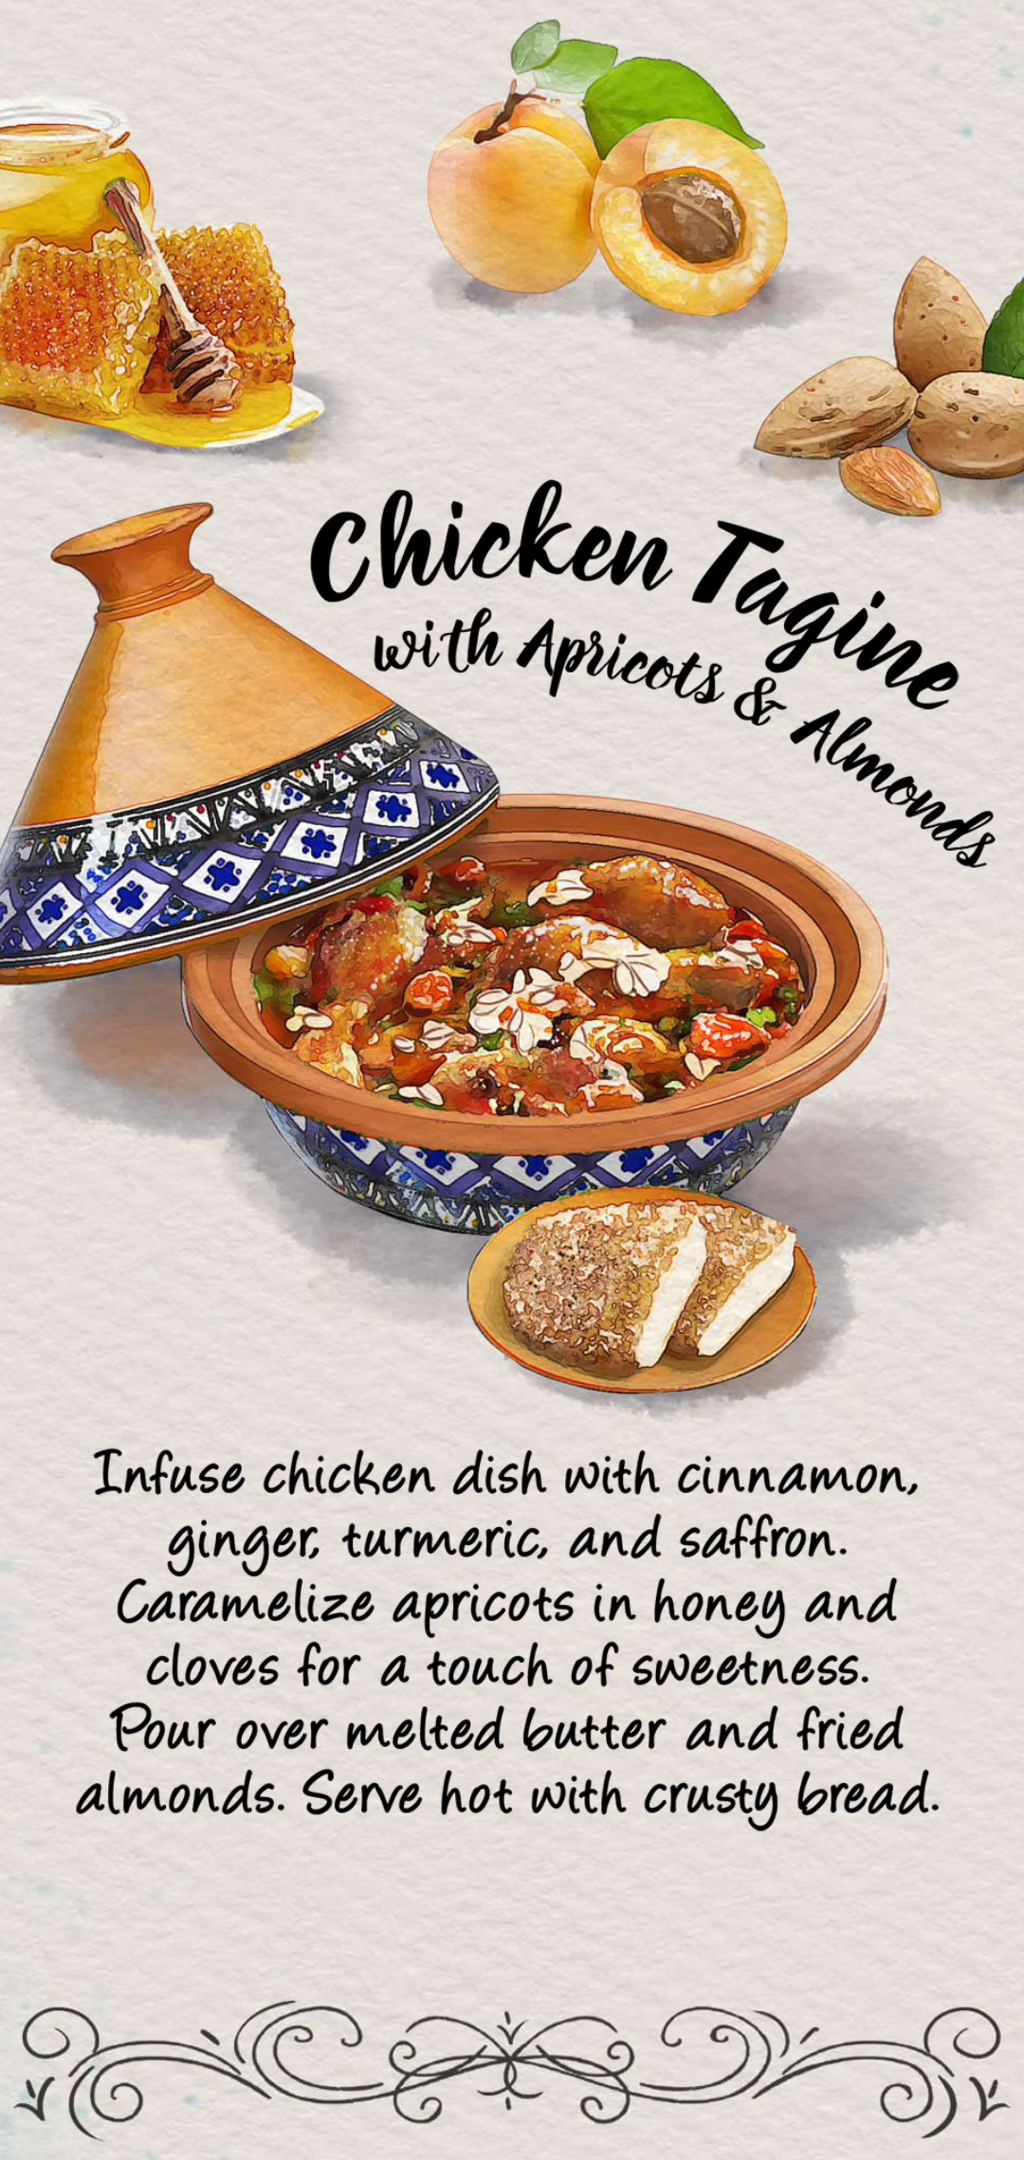 Chicken Tagine
with Apricots & Almonds
Infuse chicken dish with cinnamon,
ginger, turmeric, and saffron.
Caramelize apricots in honey and
cloves for a touch of sweetness.
Pour over melted butter and fried
almonds. Serve hot with crusty bread.